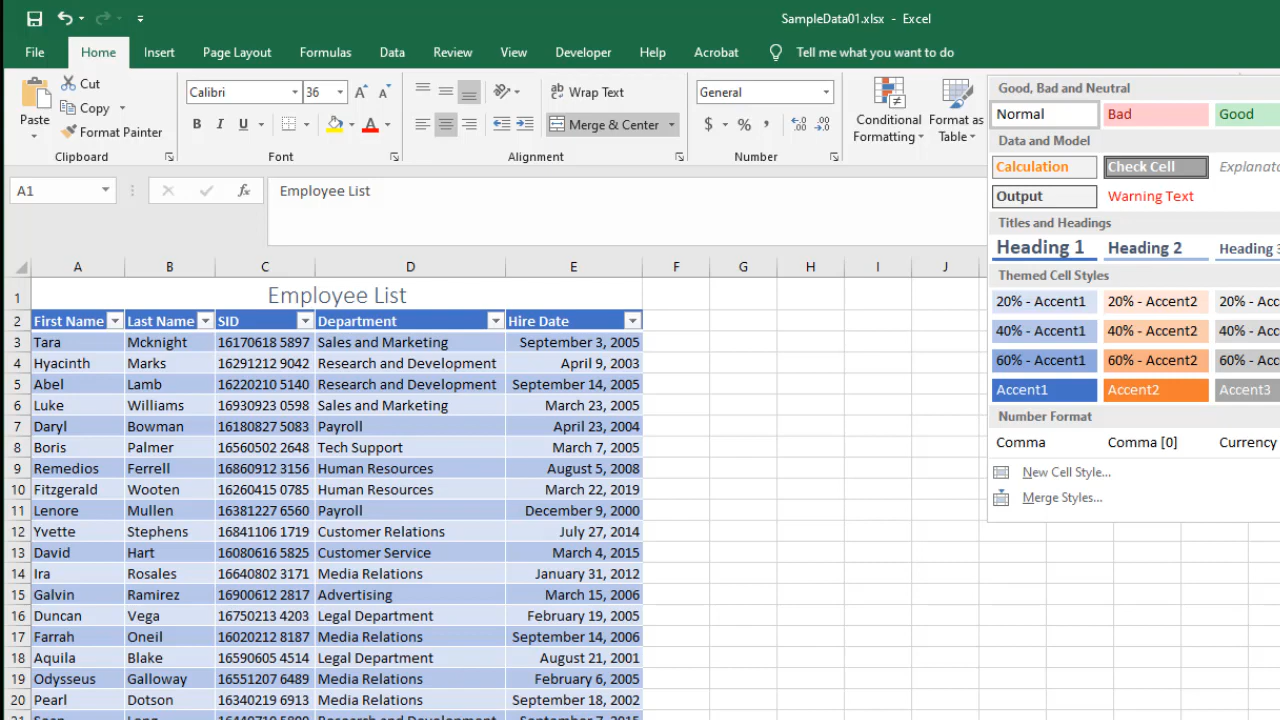 SampleData01.xlsx - Excel
File Home Insert Page Layout Formulas Data Review View Developer Help Acrobat Tell me what you want to do
Paste
Cut
Copy
Format Painter
Clipboard
Calibri 36 A A
B I U A
Font
Wrap Text
Merge & Center
Alignment
General
$ % , .00 .0
Number
Conditional
Formatting
Format as
Table
Good, Bad and Neutral
Normal Bad Good
Data and Model
Calculation Check Cell Explanato
Output Warning Text
Titles and Headings
Heading 1 Heading 2 Heading 3
Themed Cell Styles
20% - Accent1 20% - Accent2 20% - Acc
40% - Accent1 40% - Accent2 40% - Acc
60% - Accent1 60% - Accent2 60% - Acc
Accent1 Accent2 Accent3
Number Format
Comma Comma [0] Currency
New Cell Style...
Merge Styles...
A1 fx Employee List
A B C D E F G H I J
1 Employee List
2 First Name Last Name SID Department Hire Date
3 Tara Mcknight 16170618 5897 Sales and Marketing September 3, 2005
4 Hyacinth Marks 16291212 9042 Research and Development April 9, 2003
5 Abel Lamb 16220210 5140 Research and Development September 14, 2005
6 Luke Williams 16930923 0598 Sales and Marketing March 23, 2005
7 Daryl Bowman 16180827 5083 Payroll April 23, 2004
8 Boris Palmer 16560502 2648 Tech Support March 7, 2005
9 Remedios Ferrell 16860912 3156 Human Resources August 5, 2008
10 Fitzgerald Wooten 16260415 0785 Human Resources March 22, 2019
11 Lenore Mullen 16381227 6560 Payroll December 9, 2000
12 Yvette Stephens 16841106 1719 Customer Relations July 27, 2014
13 David Hart 16080616 5825 Customer Service March 4, 2015
14 Ira Rosales 16640802 3171 Media Relations January 31, 2012
15 Galvin Ramirez 16900612 2817 Advertising March 15, 2006
16 Duncan Vega 16750213 4203 Legal Department February 19, 2005
17 Farrah Oneil 16020212 8187 Media Relations September 14, 2006
18 Aquila Blake 16590605 4514 Legal Department August 21, 2001
19 Odysseus Galloway 16551207 6489 Media Relations February 6, 2005
20 Pearl Dotson 16340219 6913 Media Relations September 18, 2002